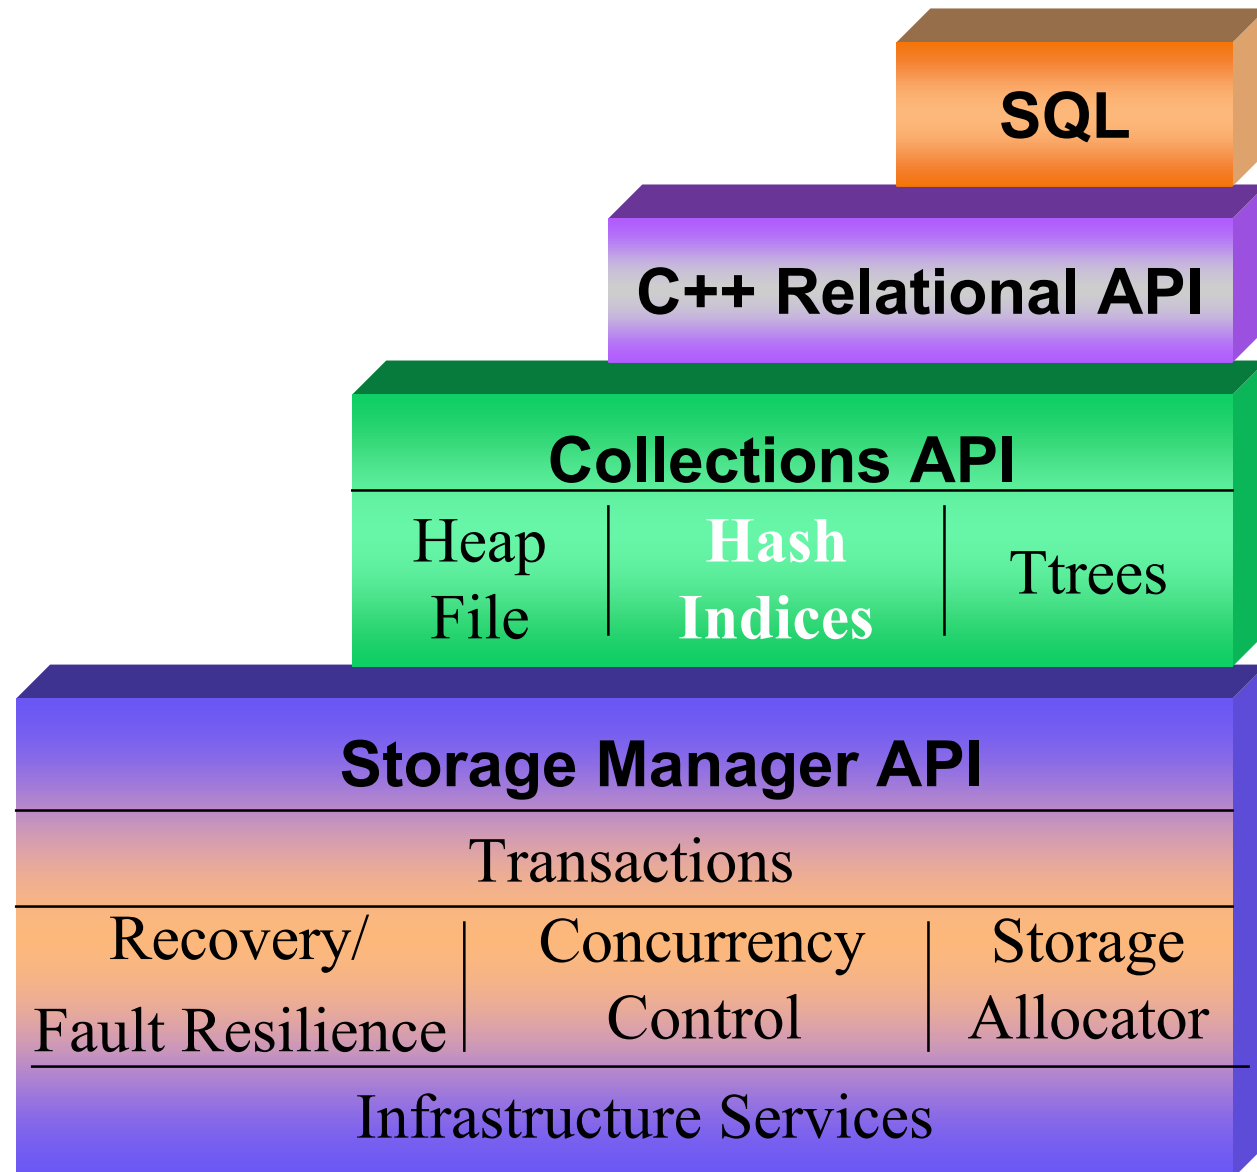 SQL
C++ Relational API
Collections API
Heap
File
Hash
Indices
Ttrees
Storage Manager API
Transactions
Recovery/
Fault Resilience
Concurrency
Control
Storage
Allocator
Infrastructure Services